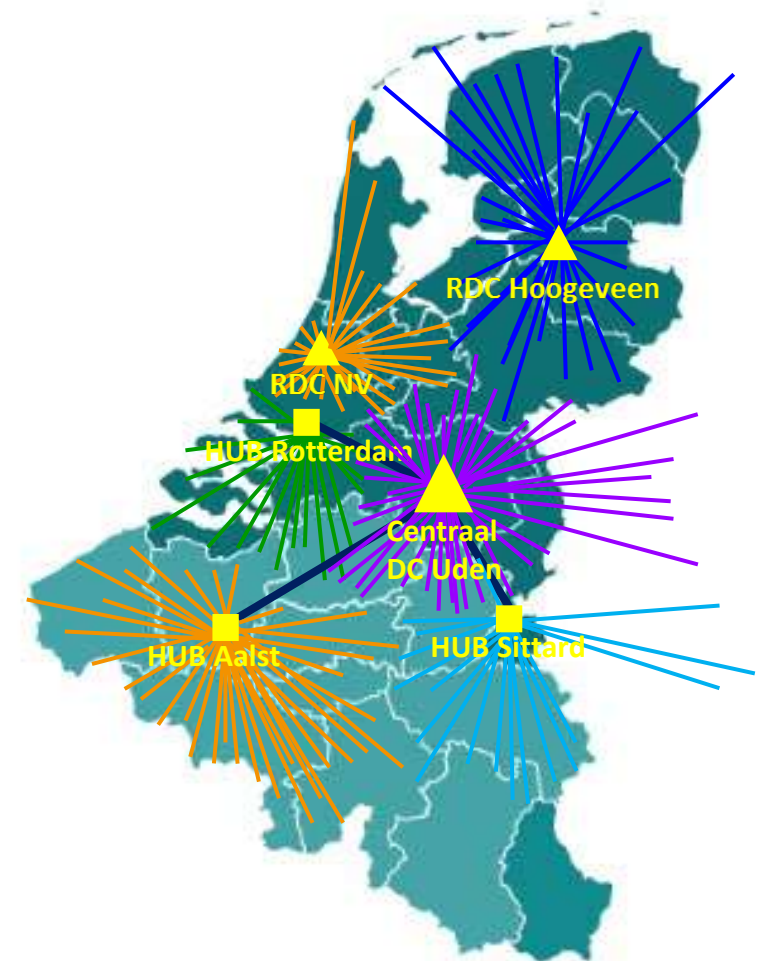 RDC Hoogeveen
RDC NV
HUB Rotterdam
Centraal
DC Uden
HUB Aalst
HUB Sittard